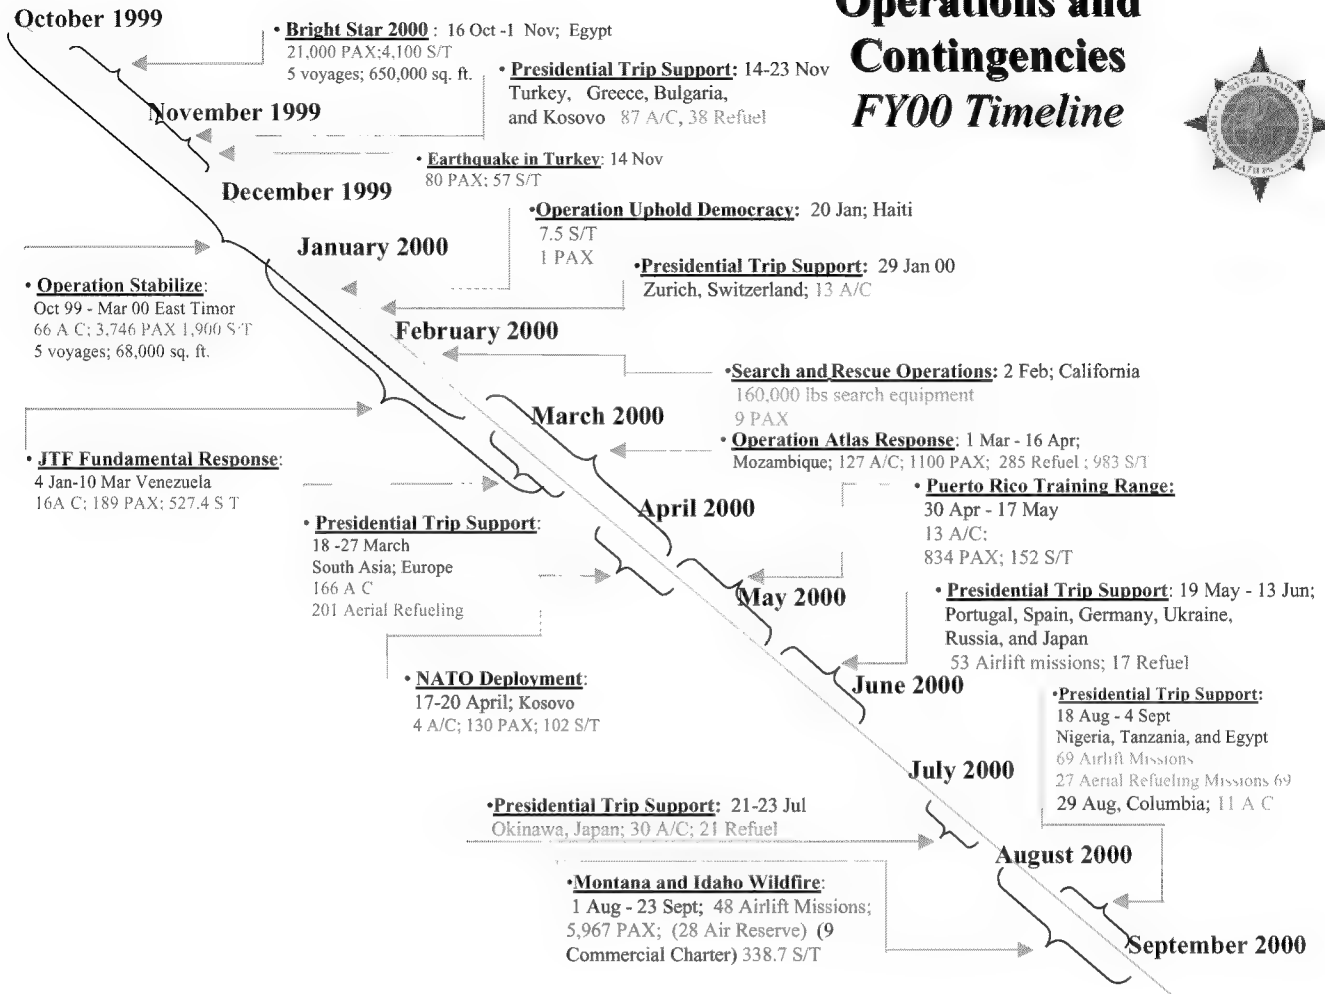 Operations and
Contingencies
FY00 Timeline
October 1999
• Bright Star 2000 : 16 Oct -1 Nov; Egypt
21,000 PAX;4,100 S/T
5 voyages; 650,000 sq. ft.
• Presidential Trip Support: 14-23 Nov
Turkey, Greece, Bulgaria,
and Kosovo 87 A/C, 38 Refuel
November 1999
• Earthquake in Turkey: 14 Nov
80 PAX; 57 S/T
December 1999
•Operation Uphold Democracy: 20 Jan; Haiti
7.5 S/T
1 PAX
January 2000
•Presidential Trip Support: 29 Jan 00
Zurich, Switzerland; 13 A/C
• Operation Stabilize:
Oct 99 - Mar 00 East Timor
66 A C; 3,746 PAX 1,900 S/T
5 voyages; 68,000 sq. ft.
February 2000
•Search and Rescue Operations: 2 Feb; California
160,000 lbs search equipment
9 PAX
March 2000
• Operation Atlas Response: 1 Mar - 16 Apr;
Mozambique; 127 A/C; 1100 PAX; 285 Refuel ; 983 S/T
• JTF Fundamental Response:
4 Jan-10 Mar Venezuela
16A C; 189 PAX; 527.4 S T
• Puerto Rico Training Range:
30 Apr - 17 May
13 A/C:
834 PAX; 152 S/T
April 2000
• Presidential Trip Support:
18 -27 March
South Asia; Europe
166 A C
201 Aerial Refueling
May 2000
• Presidential Trip Support: 19 May - 13 Jun;
Portugal, Spain, Germany, Ukraine,
Russia, and Japan
53 Airlift missions; 17 Refuel
• NATO Deployment:
17-20 April; Kosovo
4 A/C; 130 PAX; 102 S/T
June 2000
•Presidential Trip Support:
18 Aug - 4 Sept
Nigeria, Tanzania, and Egypt
69 Airlift Missions
27 Aerial Refueling Missions 69
29 Aug, Columbia; 11 A C
July 2000
•Presidential Trip Support: 21-23 Jul
Okinawa, Japan; 30 A/C; 21 Refuel
August 2000
•Montana and Idaho Wildfire:
1 Aug - 23 Sept; 48 Airlift Missions;
5,967 PAX; (28 Air Reserve) (9
Commercial Charter) 338.7 S/T
September 2000